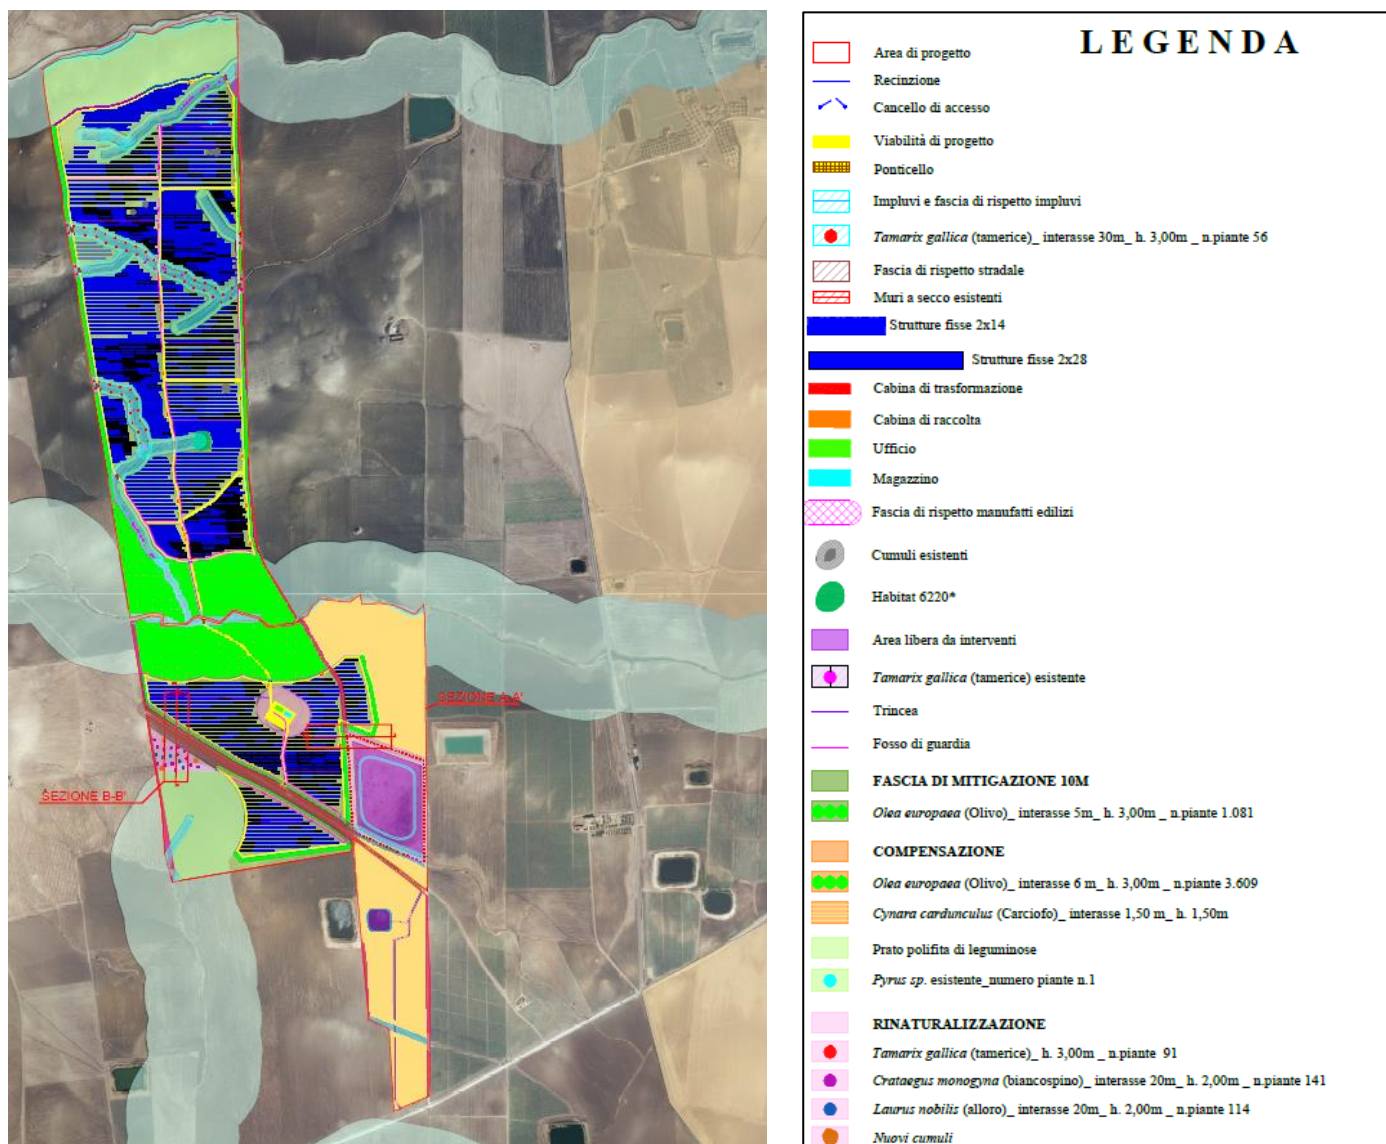 SEZIONE A-A'
SEZIONE B-B'
LEGENDA
Area di progetto
Recinzione
Cancello di accesso
Viabilità di progetto
Ponticello
Impluvi e fascia di rispetto impluvi
Tamarix gallica (tamerice)_ interasse 30m_ h. 3,00m _ n.piante 56
Fascia di rispetto stradale
Muri a secco esistenti
Strutture fisse 2x14
Strutture fisse 2x28
Cabina di trasformazione
Cabina di raccolta
Ufficio
Magazzino
Fascia di rispetto manufatti edilizi
Cumuli esistenti
Habitat 6220*
Area libera da interventi
Tamarix gallica (tamerice) esistente
Trincea
Fosso di guardia
FASCIA DI MITIGAZIONE 10M
Olea europaea (Olivo)_ interasse 5m_ h. 3,00m _ n.piante 1.081
COMPENSAZIONE
Olea europaea (Olivo)_ interasse 6 m_ h. 3,00m _ n.piante 3.609
Cynara cardunculus (Carciofo)_ interasse 1,50 m_ h. 1,50m
Prato polifita di leguminose
Pyrus sp. esistente_numero piante n.1
RINATURALIZZAZIONE
Tamarix gallica (tamerice)_ h. 3,00m _ n.piante 91
Crataegus monogyna (biancospino)_ interasse 20m_ h. 2,00m _ n.piante 141
Laurus nobilis (alloro)_ interasse 20m_ h. 2,00m _ n.piante 114
Nuovi cumuli